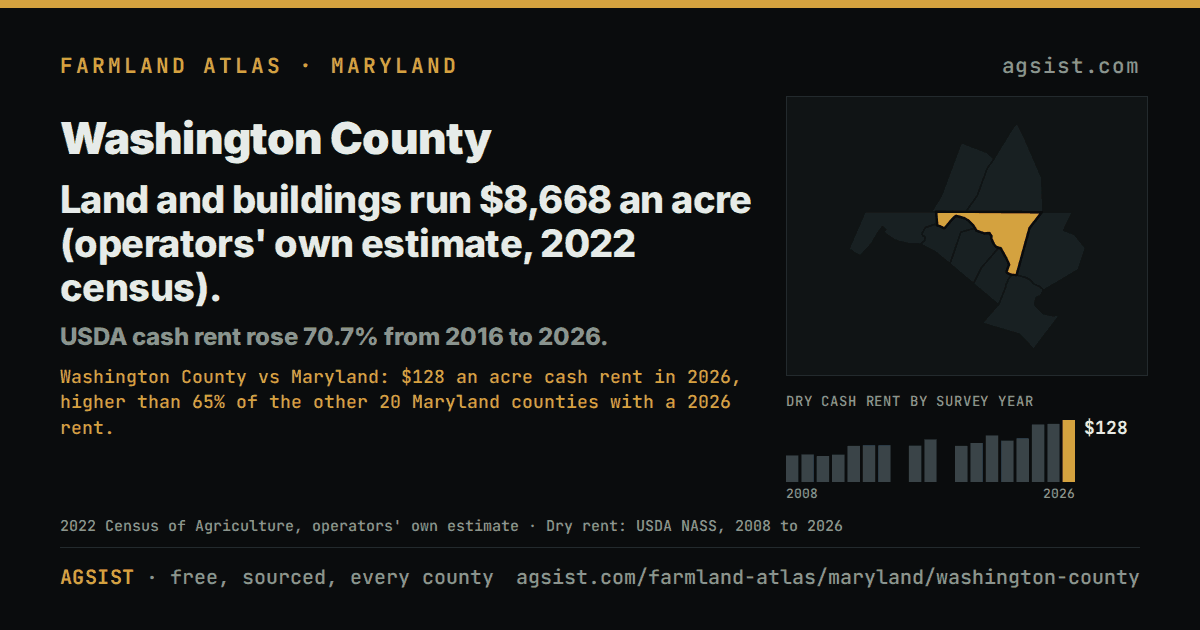 FARMLAND ATLAS · MARYLAND
agsist.com
Washington County
Land and buildings run $8,668 an acre
(operators' own estimate, 2022
census).
USDA cash rent rose 70.7% from 2016 to 2026.
Washington County vs Maryland: $128 an acre cash rent in 2026,
higher than 65% of the other 20 Maryland counties with a 2026
rent.
DRY CASH RENT BY SURVEY YEAR
$128
2008
2026
2022 Census of Agriculture, operators' own estimate · Dry rent: USDA NASS, 2008 to 2026
AGSIST · free, sourced, every county
agsist.com/farmland-atlas/maryland/washington-county